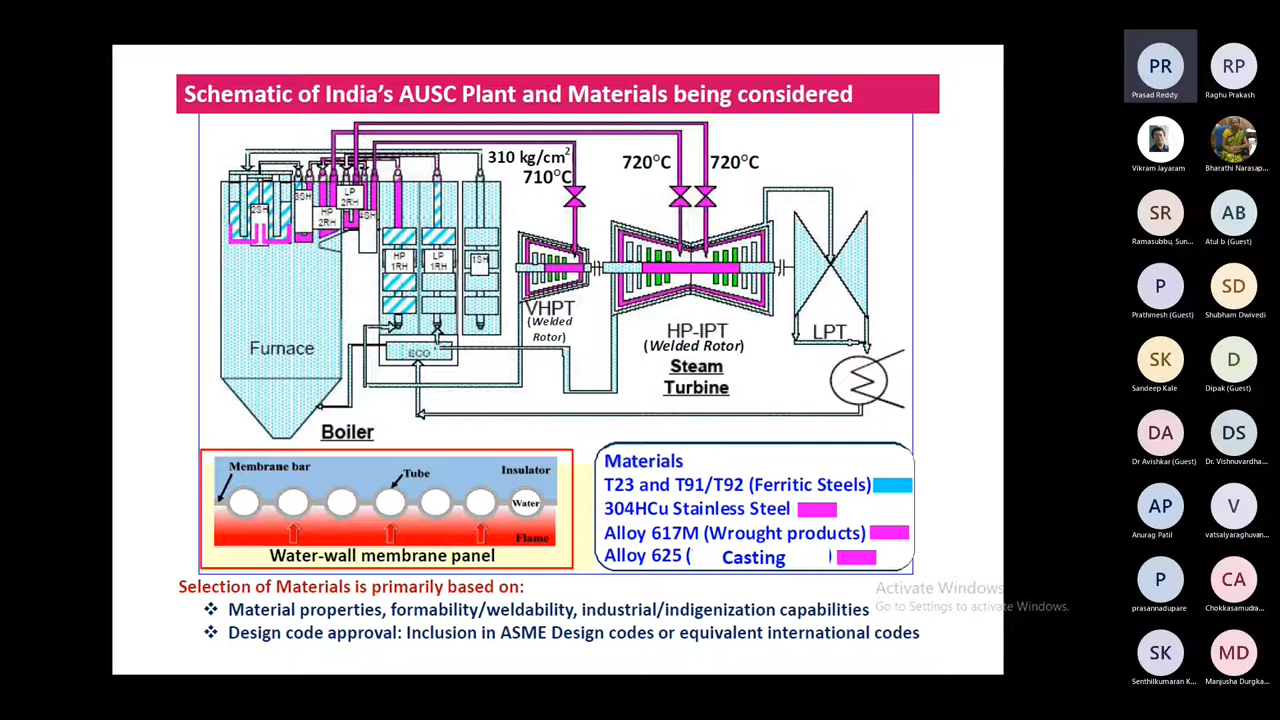 Schematic of India's AUSC Plant and Materials being considered
310 kg/cm2
710°C
720°C
720°C
2SH
3SH
HP
2RH
LP
2RH
4SH
HP
1RH
LP
1RH
1SH
ECO
Furnace
Boiler
VHPT
(Welded
Rotor)
HP-IPT
(Welded Rotor)
Steam
Turbine
LPT
Membrane bar
Tube
Insulator
Water
Flame
Water-wall membrane panel
Materials
T23 and T91/T92 (Ferritic Steels)
304HCu Stainless Steel
Alloy 617M (Wrought products)
Alloy 625 ( Casting )
Selection of Materials is primarily based on:
❖ Material properties, formability/weldability, industrial/indigenization capabilities
❖ Design code approval: Inclusion in ASME Design codes or equivalent international codes
Activate Windows
Go to Settings to activate Windows.
PR
Prasad Reddy
RP
Raghu Prakash
Vikram Jayaram
Bharathi Narasap...
SR
Ramasubbu, Sun...
AB
Atul b (Guest)
P
Prathmesh (Guest)
SD
Shubham Dwivedi
SK
Sandeep Kale
D
Dipak (Guest)
DA
Dr Avishkar (Guest)
DS
Dr. Vishnuvardha...
AP
Anurag Patil
V
vatsalyaraghuvan...
P
prasannadupare
CA
Chokkasamudra...
SK
Senthilkumaran K...
MD
Manjusha Durgka...